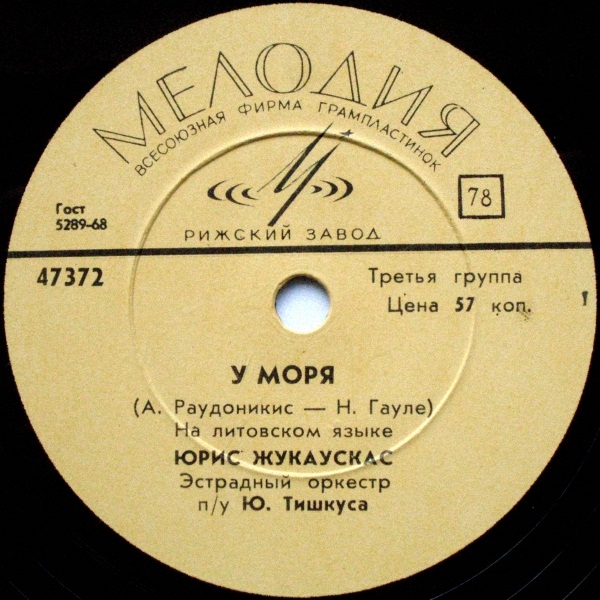 МЕЛОДИЯ
ВСЕСОЮЗНАЯ ФИРМА ГРАМПЛАСТИНОК
78
Гост
5289-68
РИЖСКИЙ ЗАВОД
47372
Третья группа
Цена 57 коп.
1
У МОРЯ
(А. Раудоникис — Н. Гауле)
На литовском языке
ЮРИС ЖУКАУСКАС
Эстрадный оркестр
п/у Ю. Тишкуса